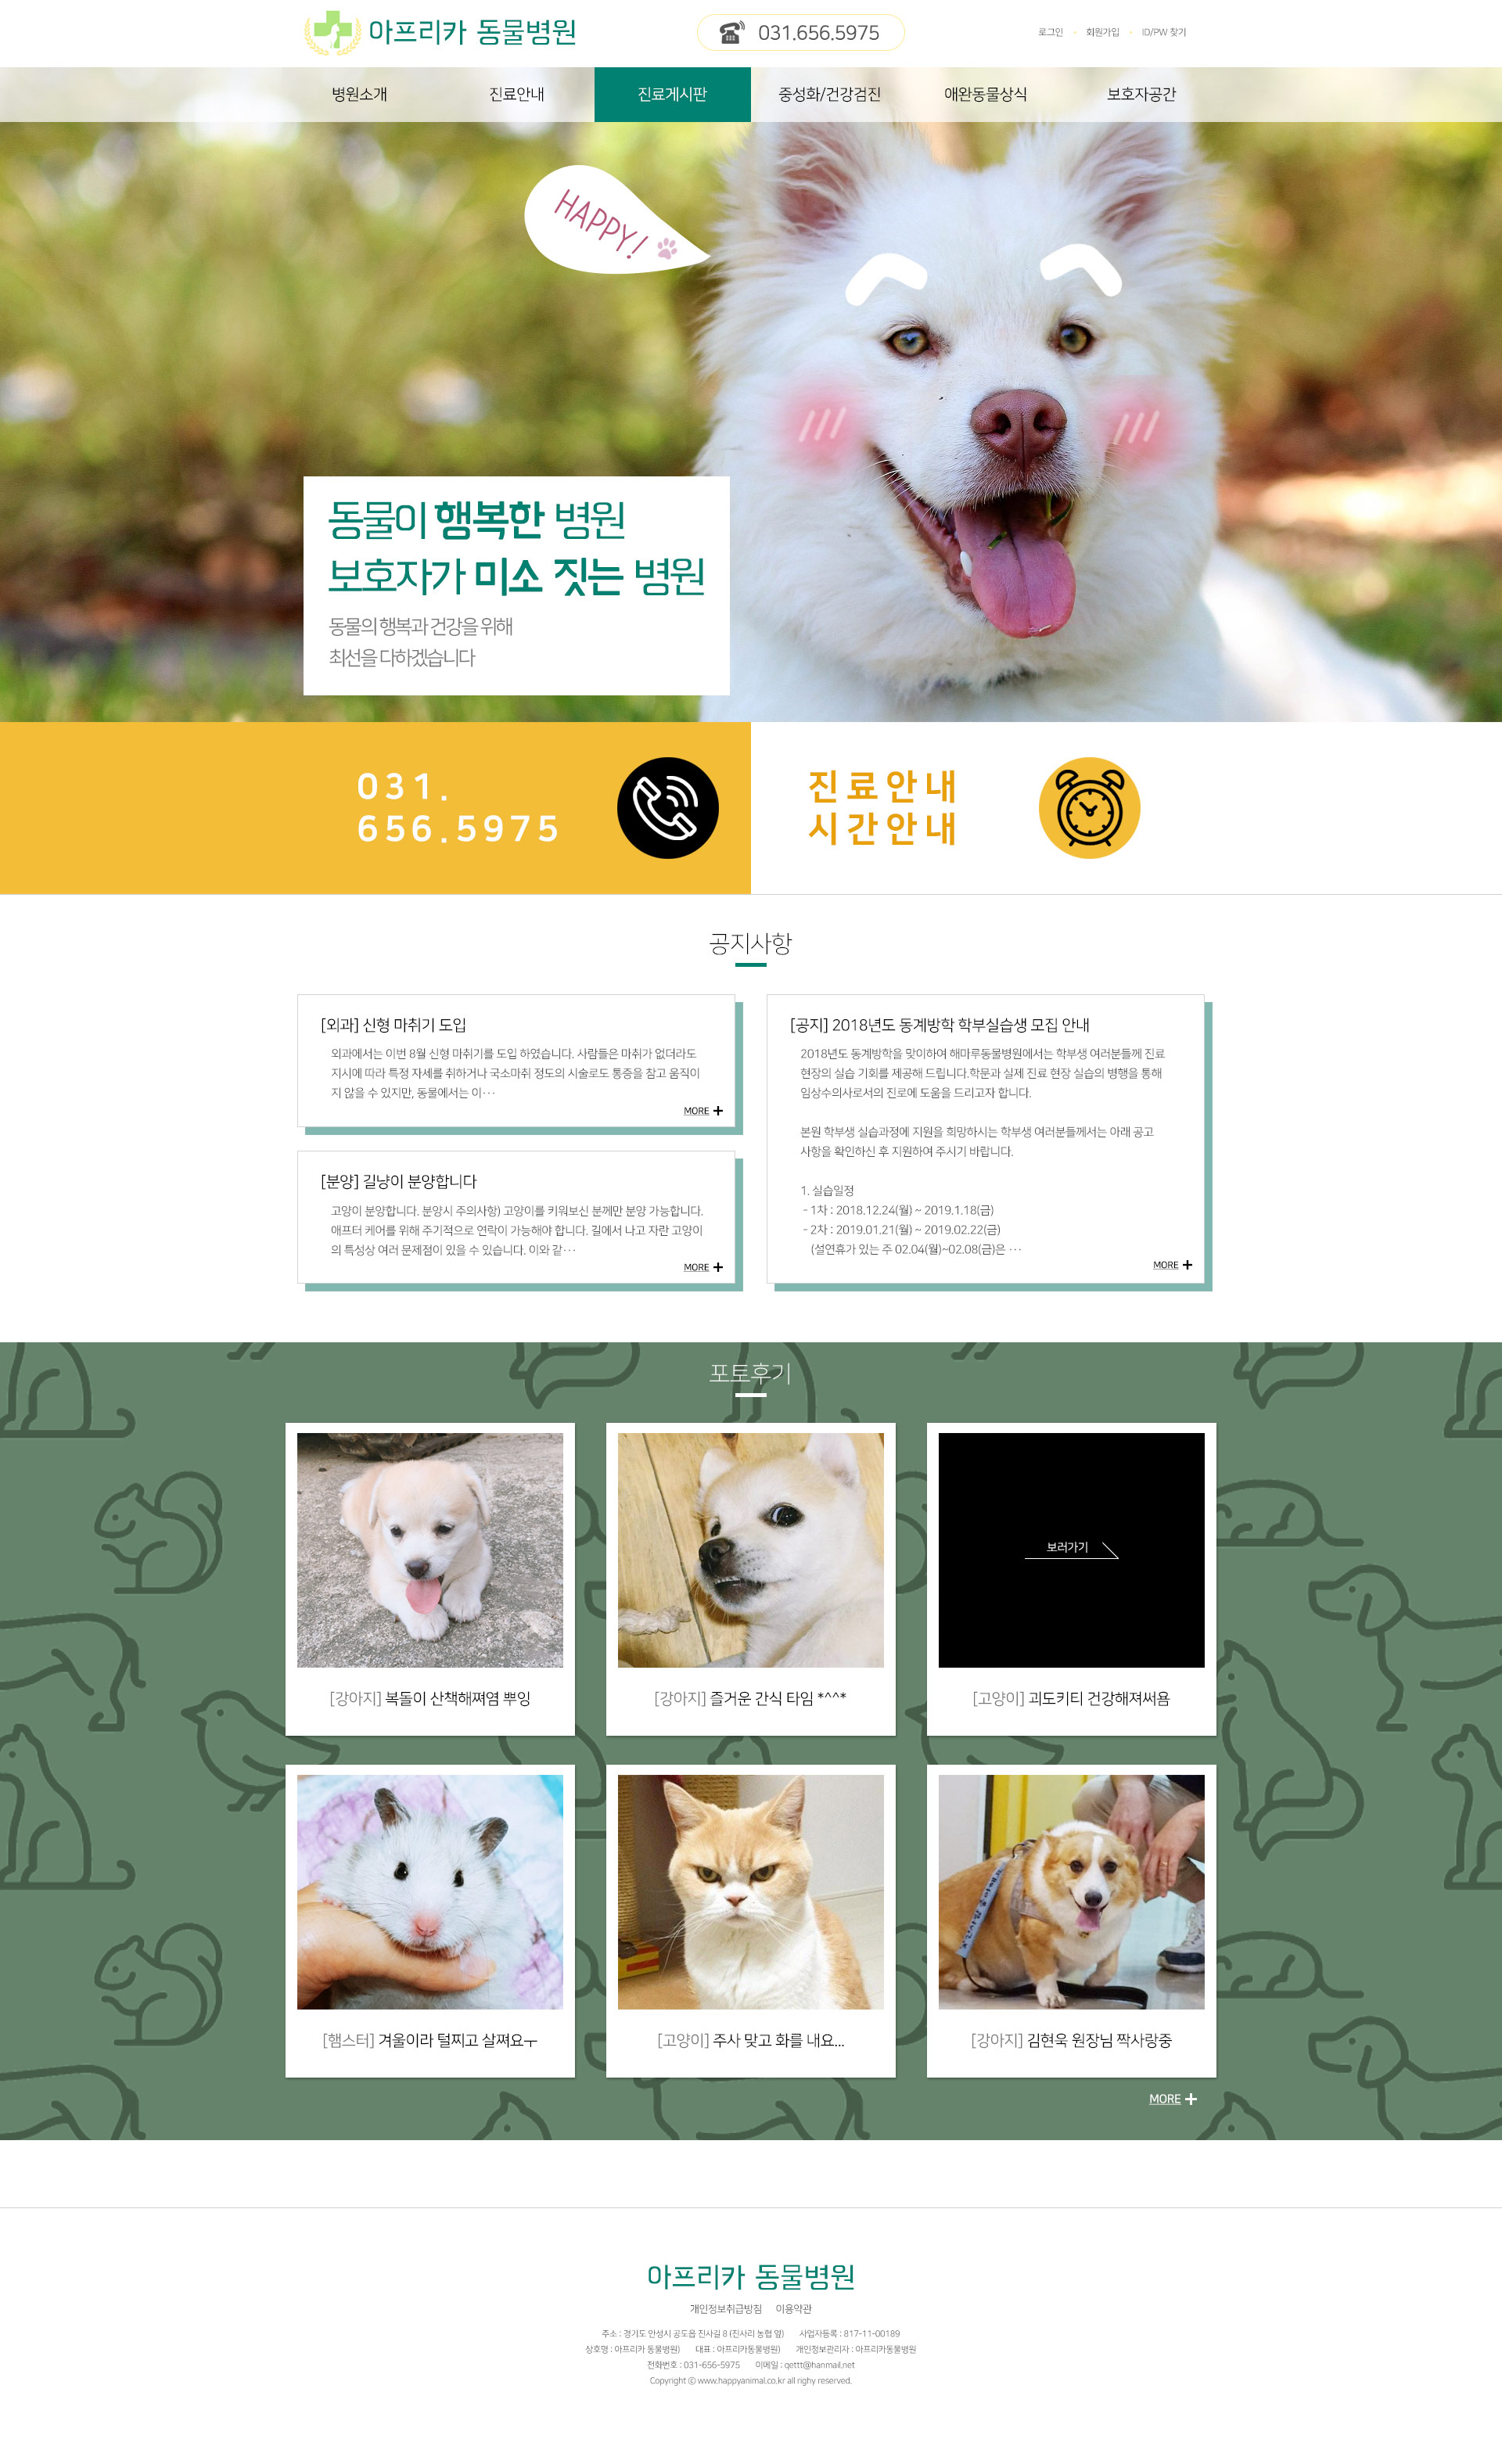 아프리카 동물병원
031.656.5975
로그인 회원가입 ID/PW 찾기
병원소개 진료안내 진료게시판 중성화/건강검진 애완동물상식 보호자공간
HAPPY!
동물이 행복한 병원
보호자가 미소 짓는 병원
동물의 행복과 건강을 위해
최선을 다하겠습니다
031.
656.5975
진료안내
시간안내
공지사항
[외과] 신형 마취기 도입
외과에서는 이번 8월 신형 마취기를 도입 하였습니다. 사람들은 마취가 없더라도
지시에 따라 특정 자세를 취하거나 국소마취 정도의 시술로도 통증을 참고 움직이
지 않을 수 있지만, 동물에서는 이···
MORE
[분양] 길냥이 분양합니다
고양이 분양합니다. 분양시 주의사항) 고양이를 키워보신 분께만 분양 가능합니다.
애프터 케어를 위해 주기적으로 연락이 가능해야 합니다. 길에서 나고 자란 고양이
의 특성상 여러 문제점이 있을 수 있습니다. 이와 같···
MORE
[공지] 2018년도 동계방학 학부실습생 모집 안내
2018년도 동계방학을 맞이하여 해마루동물병원에서는 학부생 여러분들께 진료
현장의 실습 기회를 제공해 드립니다.학문과 실제 진료 현장 실습의 병행을 통해
임상수의사로서의 진로에 도움을 드리고자 합니다.
본원 학부생 실습과정에 지원을 희망하시는 학부생 여러분들께서는 아래 공고
사항을 확인하신 후 지원하여 주시기 바랍니다.
1. 실습일정
- 1차 : 2018.12.24(월) ~ 2019.1.18(금)
- 2차 : 2019.01.21(월) ~ 2019.02.22(금)
(설연휴가 있는 주 02.04(월)~02.08(금)은 ···
MORE
포토후기
보러가기
[강아지] 복돌이 산책해쪄염 뿌잉
[강아지] 즐거운 간식 타임 *^^*
[고양이] 괴도키티 건강해져써욤
[햄스터] 겨울이라 털찌고 살쪄요ㅜ
[고양이] 주사 맞고 화를 내요...
[강아지] 김현욱 원장님 짝사랑중
MORE
아프리카 동물병원
개인정보취급방침 이용약관
주소 : 경기도 안성시 공도읍 진사길 8 (진사리 농협 옆) 사업자등록 : 817-11-00189
상호명 : 아프리카 동물병원) 대표 : 아프리카동물병원) 개인정보관리자 : 아프리카동물병원
전화번호 : 031-656-5975 이메일 : qettt@hanmail.net
Copyright ⓒ www.happyanimal.co.kr all righy reserved.